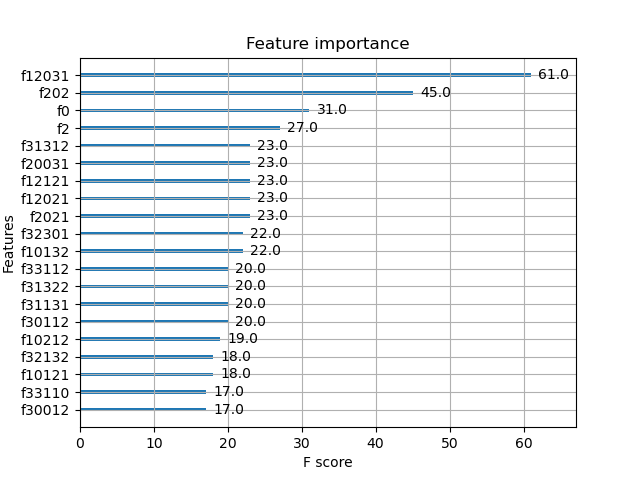 Feature importance
Features
f12031 61.0
f202 45.0
f0 31.0
f2 27.0
f31312 23.0
f20031 23.0
f12121 23.0
f12021 23.0
f2021 23.0
f32301 22.0
f10132 22.0
f33112 20.0
f31322 20.0
f31131 20.0
f30112 20.0
f10212 19.0
f32132 18.0
f10121 18.0
f33110 17.0
f30012 17.0
0 10 20 30 40 50 60
F score